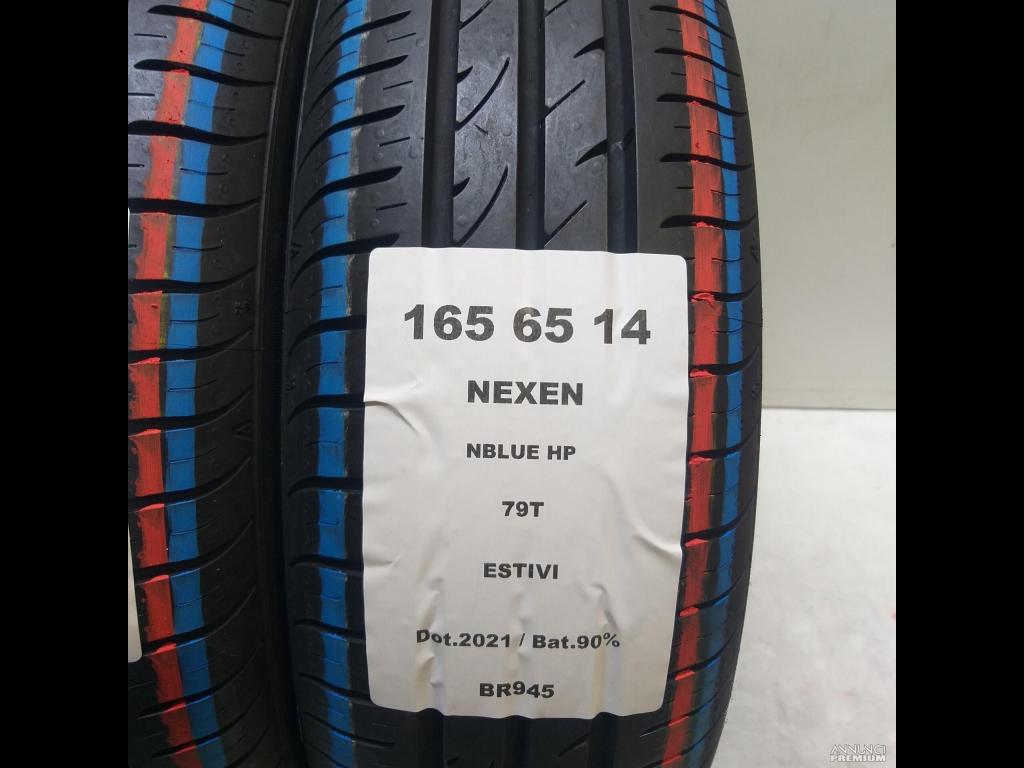 165 65 14
NEXEN
NBLUE HP
79T
ESTIVI
Dot.2021 / Bat.90%
BR945
ANNUNCI
PREMIUM